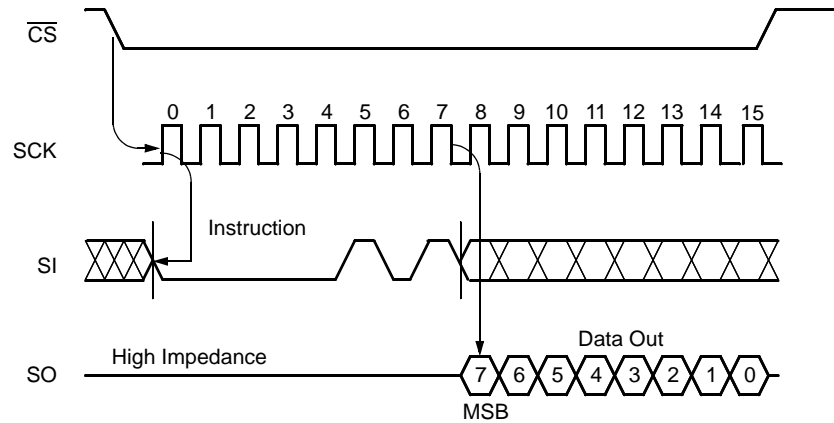 CS
0 1 2 3 4 5 6 7 8 9 10 11 12 13 14 15
SCK
Instruction
SI
High Impedance
Data Out
SO
7 6 5 4 3 2 1 0
MSB